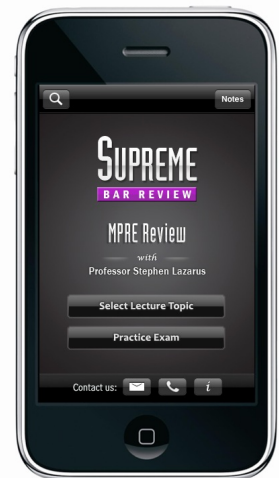 Notes
SUPREME
BAR REVIEW
MPRE Review
with
Professor Stephen Lazarus
Select Lecture Topic
Practice Exam
Contact us:
i